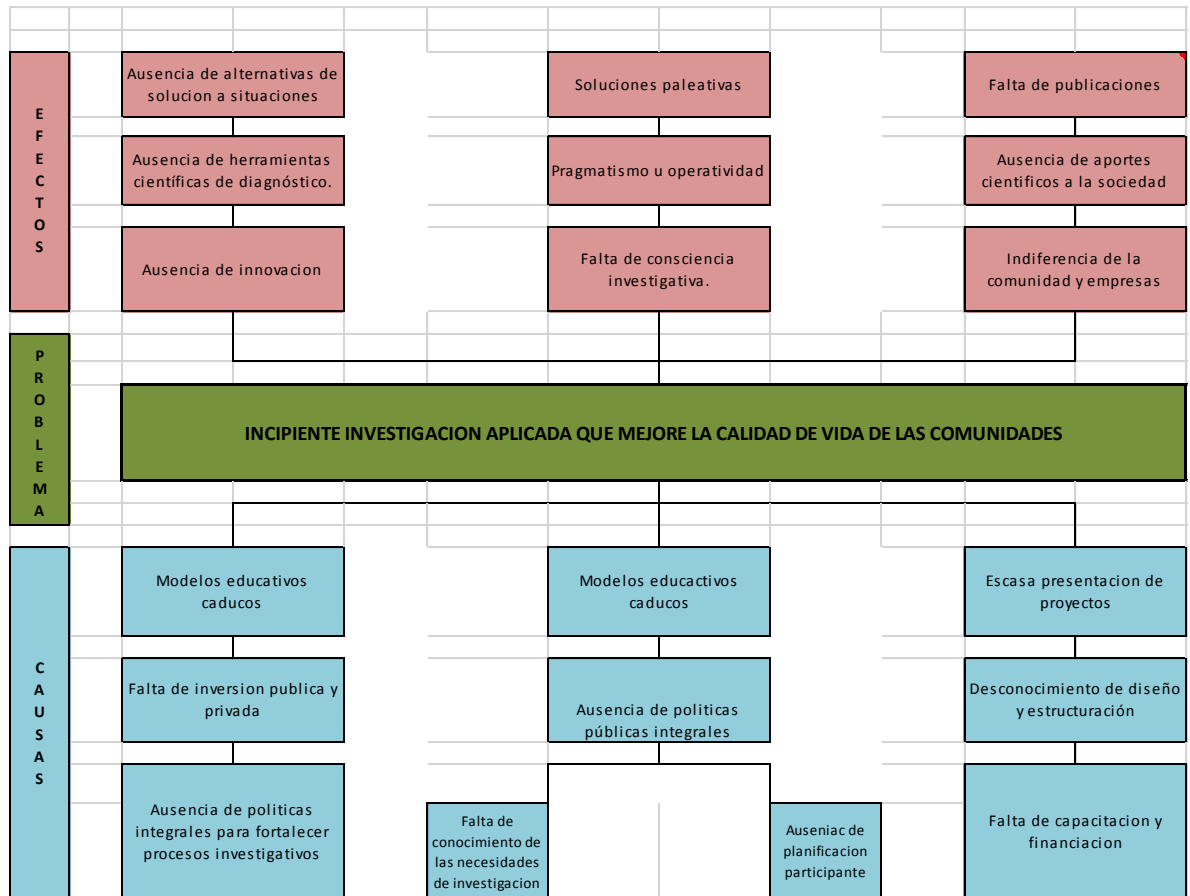 EFECTOS
Ausencia de alternativas de
solucion a situaciones
Soluciones paleativas
Falta de publicaciones
Ausencia de herramientas
científicas de diagnóstico.
Pragmatismo u operatividad
Ausencia de aportes
cientificos a la sociedad
Ausencia de innovacion
Falta de consciencia
investigativa.
Indiferencia de la
comunidad y empresas
PROBLEMA
INCIPIENTE INVESTIGACION APLICADA QUE MEJORE LA CALIDAD DE VIDA DE LAS COMUNIDADES
CAUSAS
Modelos educativos
caducos
Modelos educactivos
caducos
Escasa presentacion de
proyectos
Falta de inversion publica y
privada
Ausencia de politicas
públicas integrales
Desconocimiento de diseño
y estructuración
Ausencia de politicas
integrales para fortalecer
procesos investigativos
Falta de
conocimiento de
las necesidades
de investigacion
Auseniac de
planificacion
participante
Falta de capacitacion y
financiacion